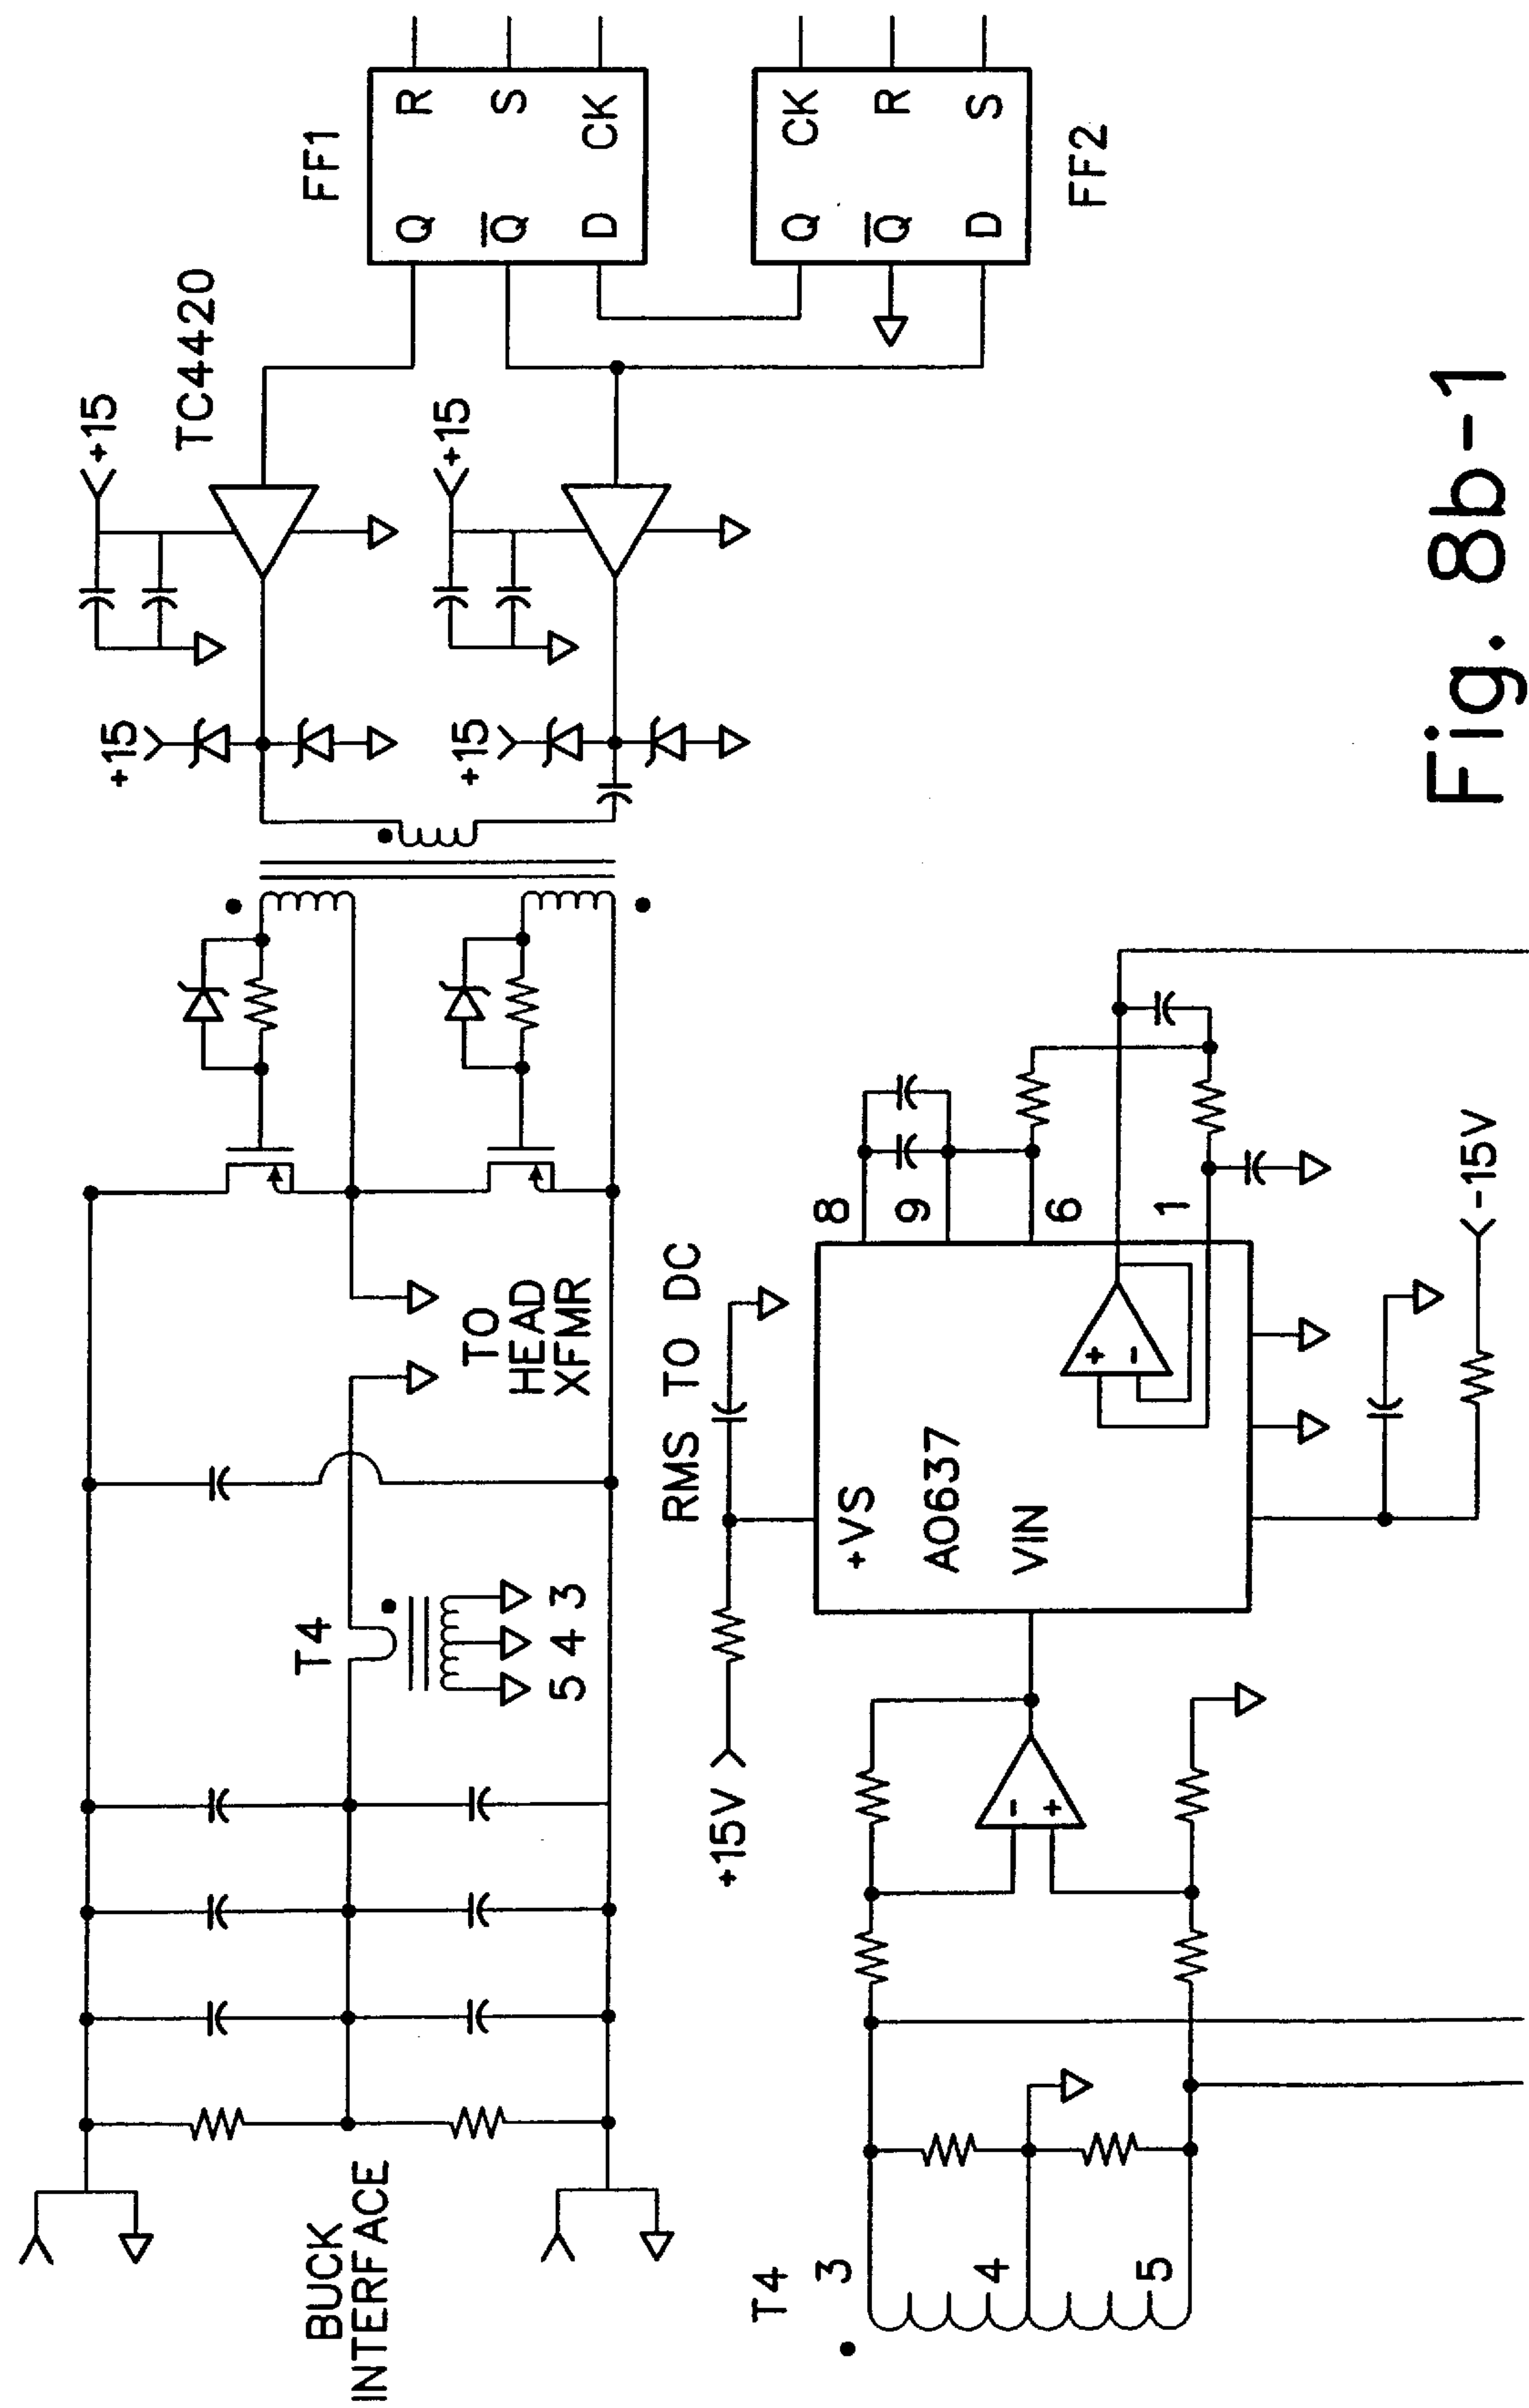 BUCK
INTERFACE
T4
5 4 3
TO
HEAD
XFMR
+15
+15
+15
+15
TC4420
FF1
Q
Q
D
R
S
CK
FF2
Q
Q
D
CK
R
S
T4
3
4
5
-
+
+15V
RMS TO DC
+VS
AO637
VIN
+
-
8
9
6
1
-15V
Fig. 8b-1